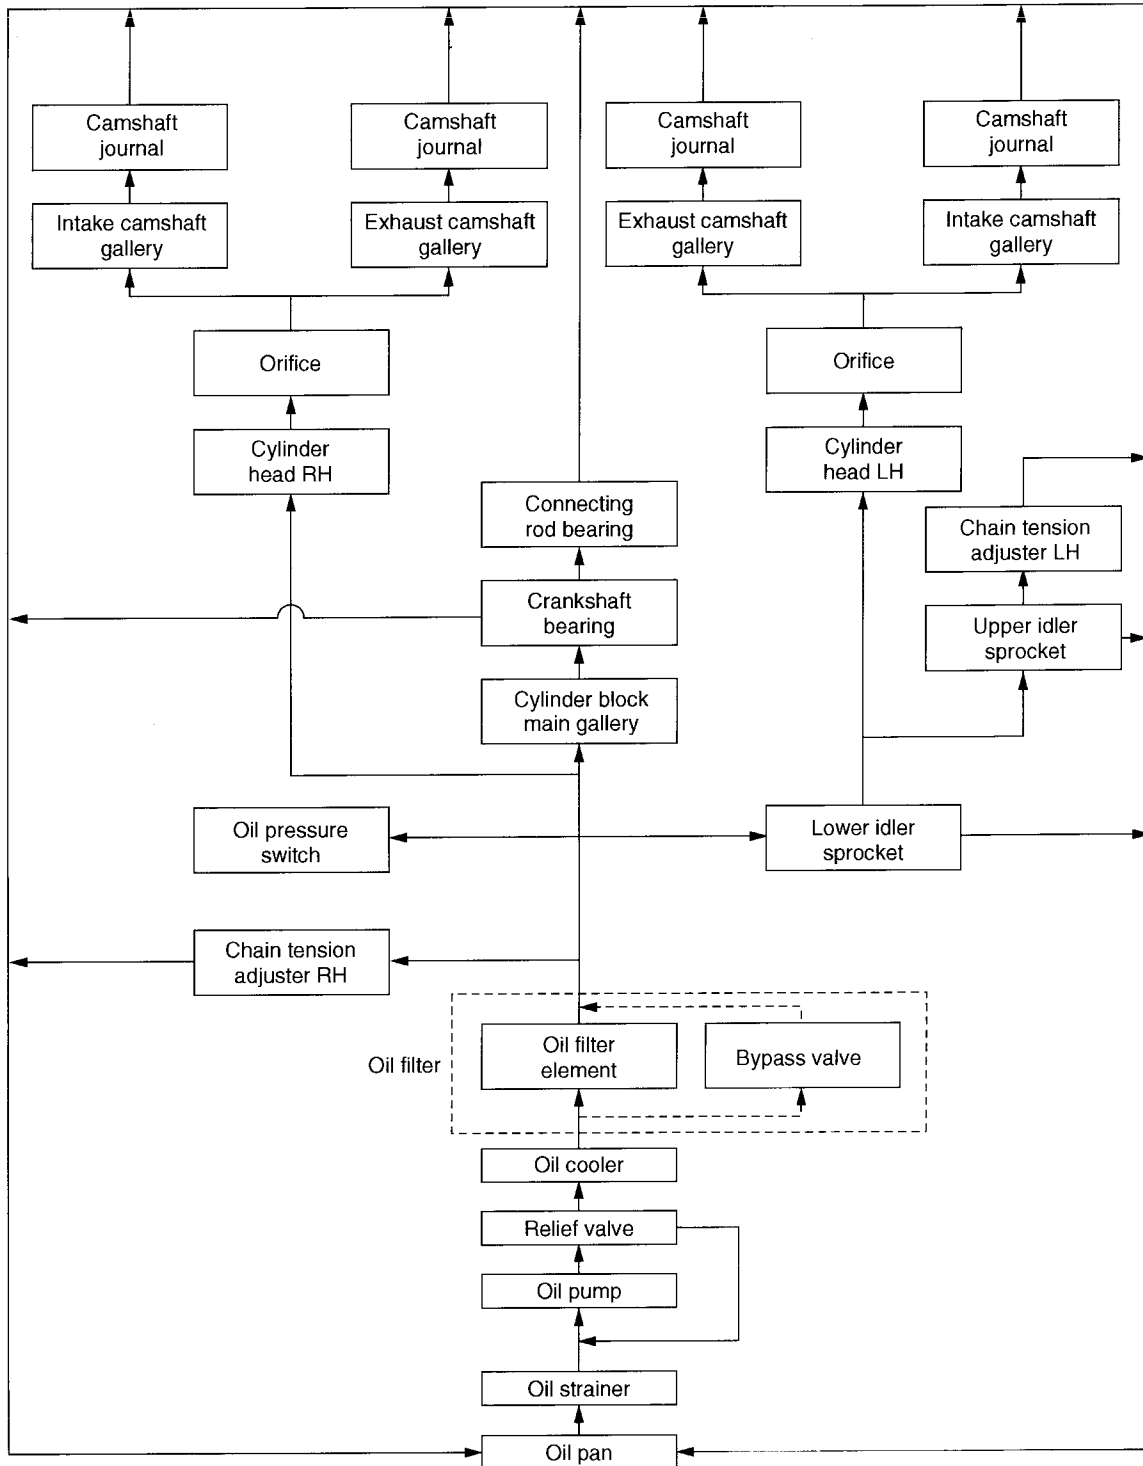 Camshaft
journal
Camshaft
journal
Camshaft
journal
Camshaft
journal
Intake camshaft
gallery
Exhaust camshaft
gallery
Exhaust camshaft
gallery
Intake camshaft
gallery
Orifice
Orifice
Cylinder
head RH
Cylinder
head LH
Connecting
rod bearing
Chain tension
adjuster LH
Crankshaft
bearing
Upper idler
sprocket
Cylinder block
main gallery
Oil pressure
switch
Lower idler
sprocket
Chain tension
adjuster RH
Oil filter
Oil filter
element
Bypass valve
Oil cooler
Relief valve
Oil pump
Oil strainer
Oil pan